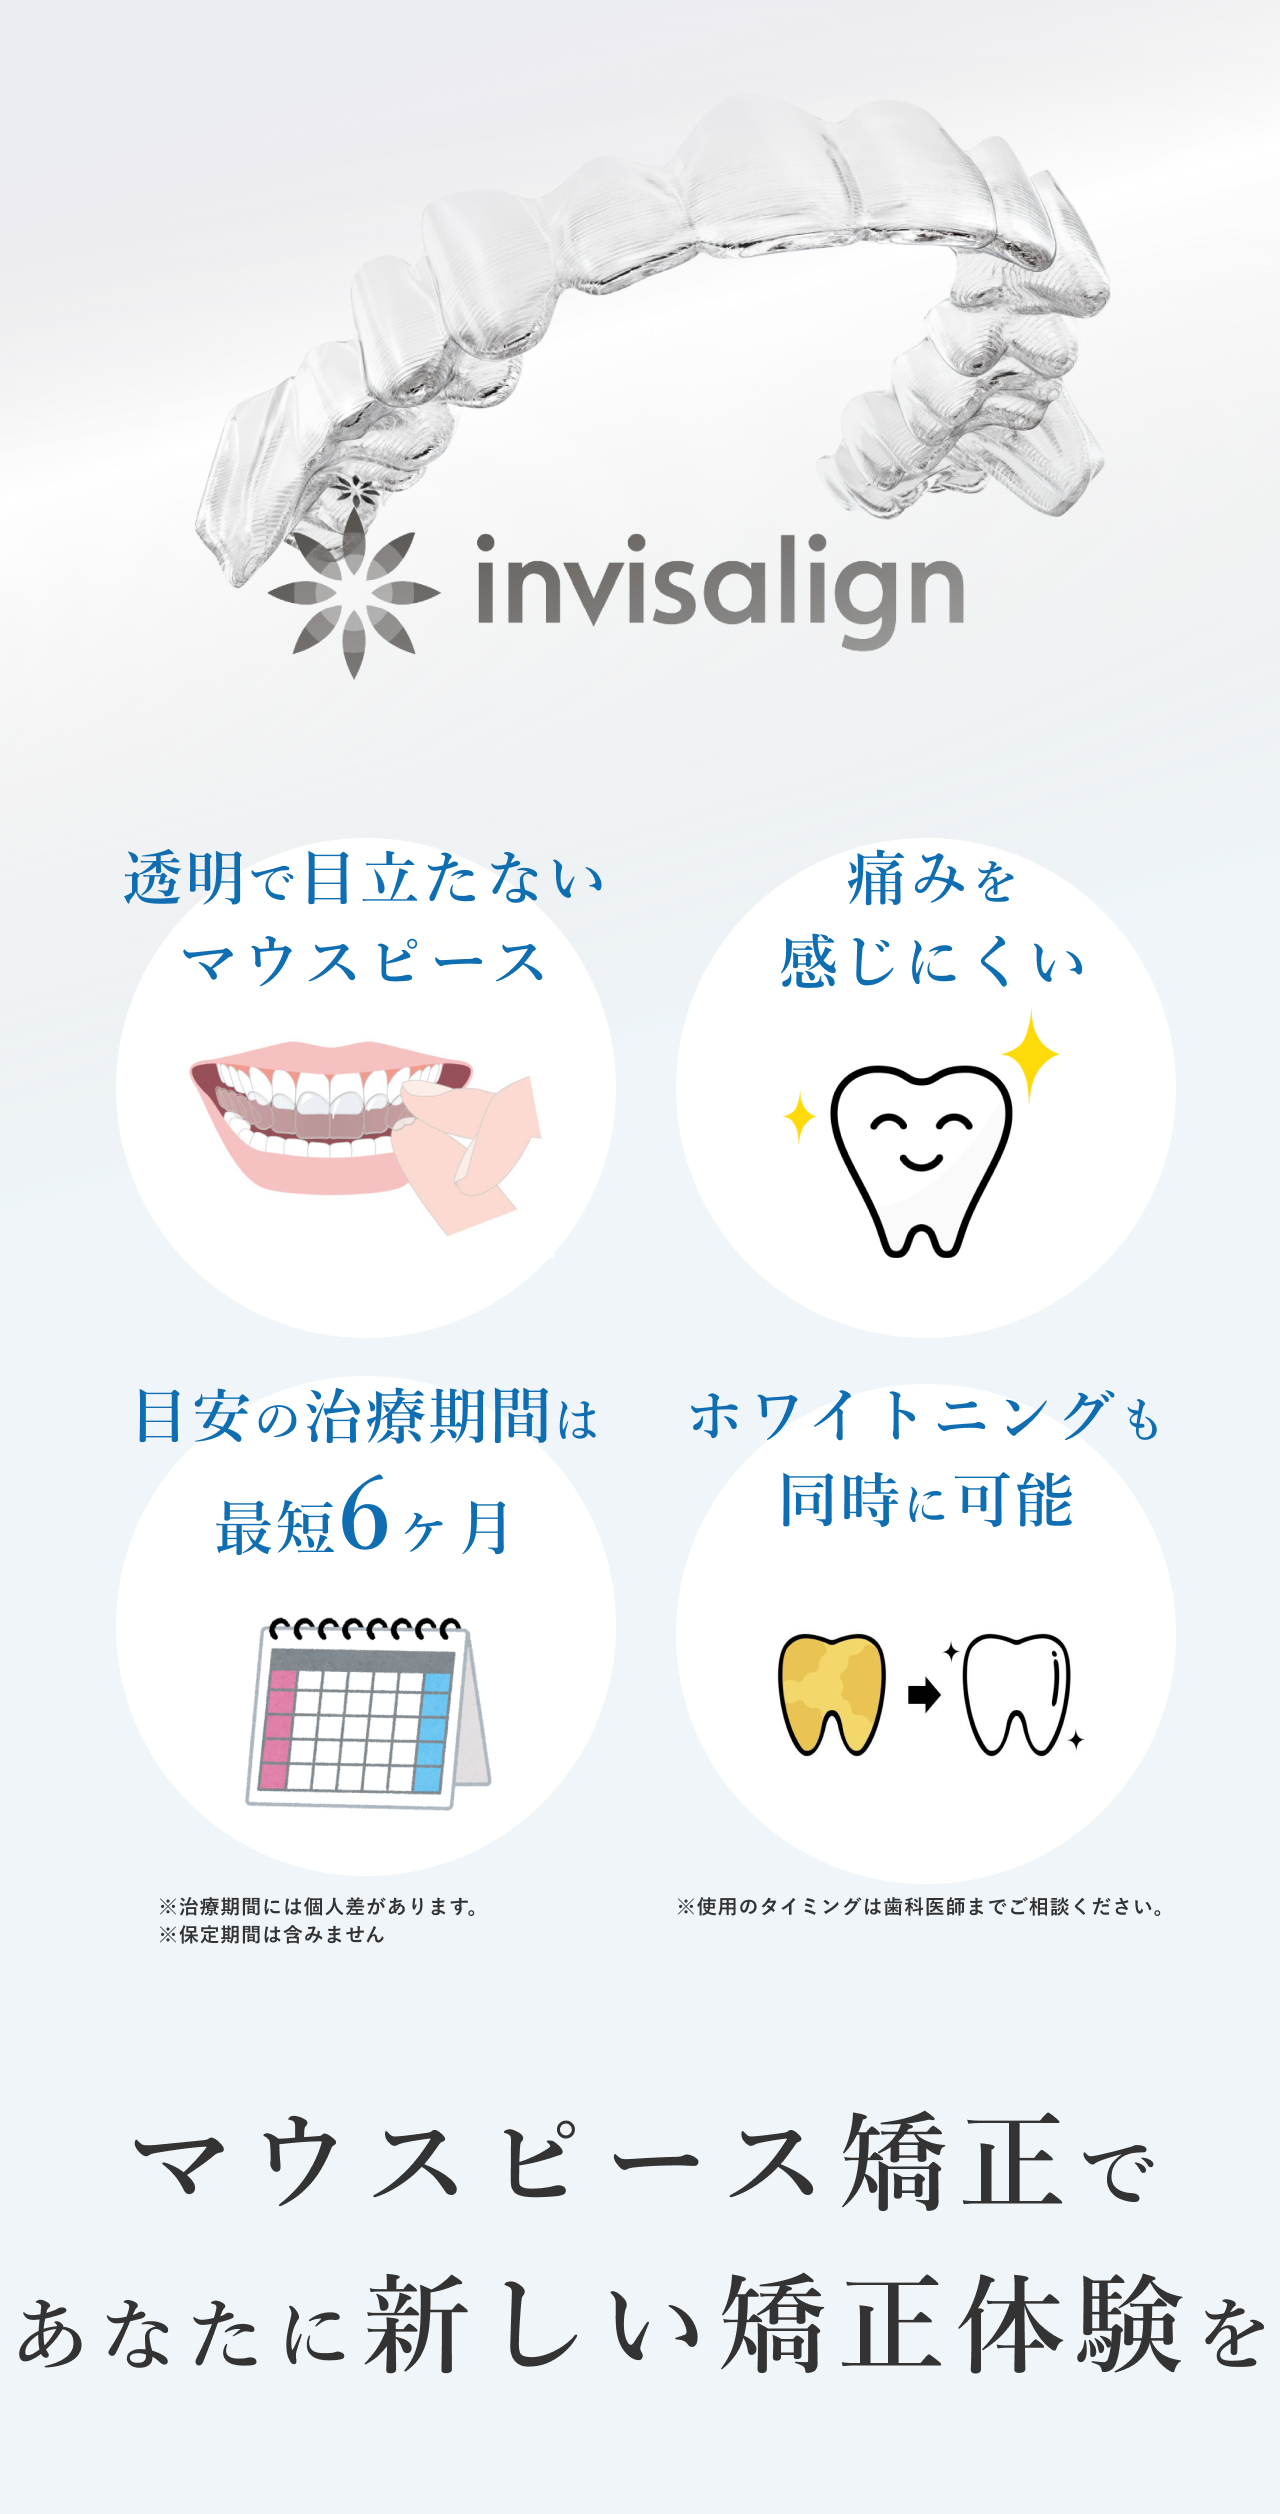 invisalign
透明で目立たない
マウスピース
痛みを
感じにくい
目安の治療期間は
最短6ヶ月
ホワイトニングも
同時に可能
※治療期間には個人差があります。
※保定期間は含みません
※使用のタイミングは歯科医師までご相談ください。
マウスピース矯正で
あなたに新しい矯正体験を